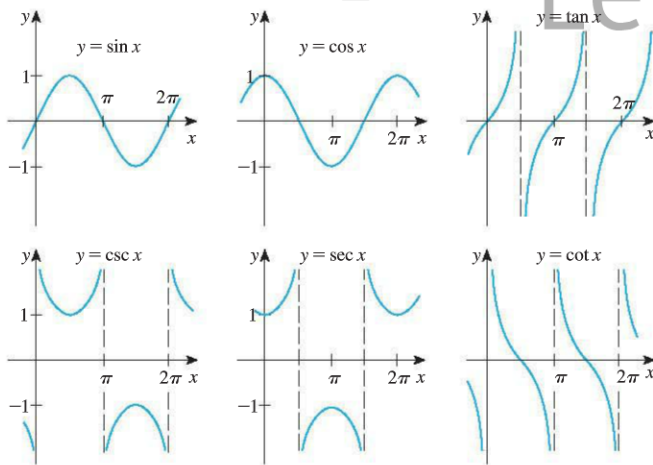 Le
y
y = sin x
1
π
2π
x
−1
y
y = cos x
1
π
2π
x
−1
y
y = tan x
2π
π
x
y
y = csc x
1
π
2π
x
−1
y
y = sec x
1
π
2π
x
−1
y
y = cot x
π
2π
x